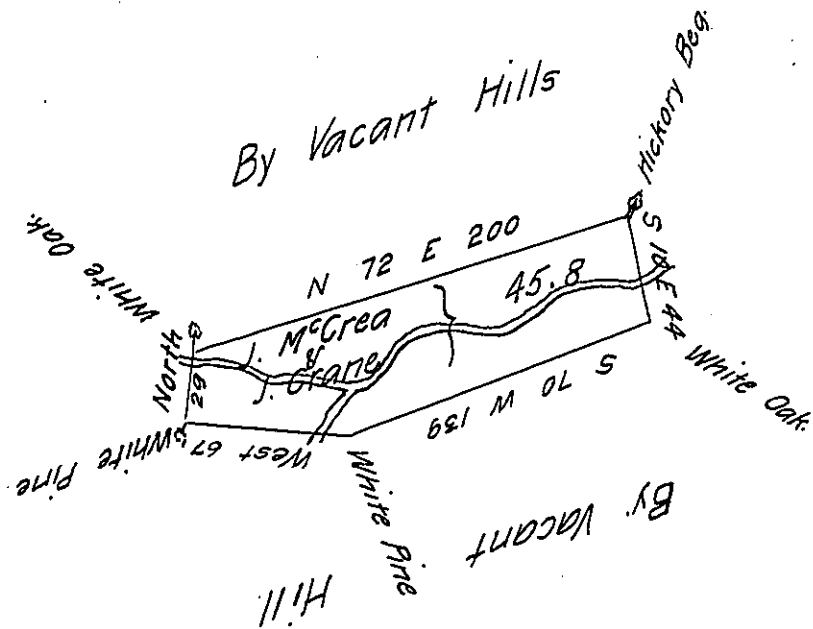 By Vacant Hills
Hickory Beg.
White Oak.
N 72 E 200
S 10 E 44
45.8
J. McCrea
&
J. Crane
North
29
White Oak.
S 70 W 139
West 67
White Pine
White Pine
By Vacant
Hill